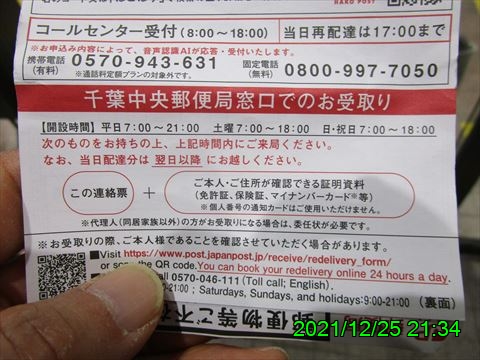 HARO POST
コールセンター受付（8:00～18:00） 当日再配達は17:00まで
※お申込み内容によって、音声認識AIが応答・受付いたします。
携帯電話（有料） 0570-943-631 固定電話（無料） 0800-997-7050
※通話料定額プランの対象外です。
千葉中央郵便局窓口でのお受取り
【開設時間】平日7:00～21:00 土曜7:00～18:00 日・祝日7:00～18:00
次のものをお持ちの上、上記時間内にご来局ください。
なお、当日配達分は 翌日以降 にお越しください。
この連絡票 ＋ ご本人・ご住所が確認できる証明資料
（免許証、保険証、マイナンバーカード※等）
※個人番号の通知カードはご使用いただけません。
※代理人（同居家族以外）の方がお受取りになる場合は、委任状が必要です。
※お受取りの際、ご本人様であることを確認させていただく場合があります。
■Visit https://www.post.japanpost.jp/receive/redelivery_form/
or scan the QR code. You can book your redelivery online 24 hours a day.
call 0570-046-111 (Toll call; English).
21:00 ; Saturdays, Sundays, and holidays: 9:00-21:00) （裏面）
郵便物等ご不在
2021/12/25 21:34